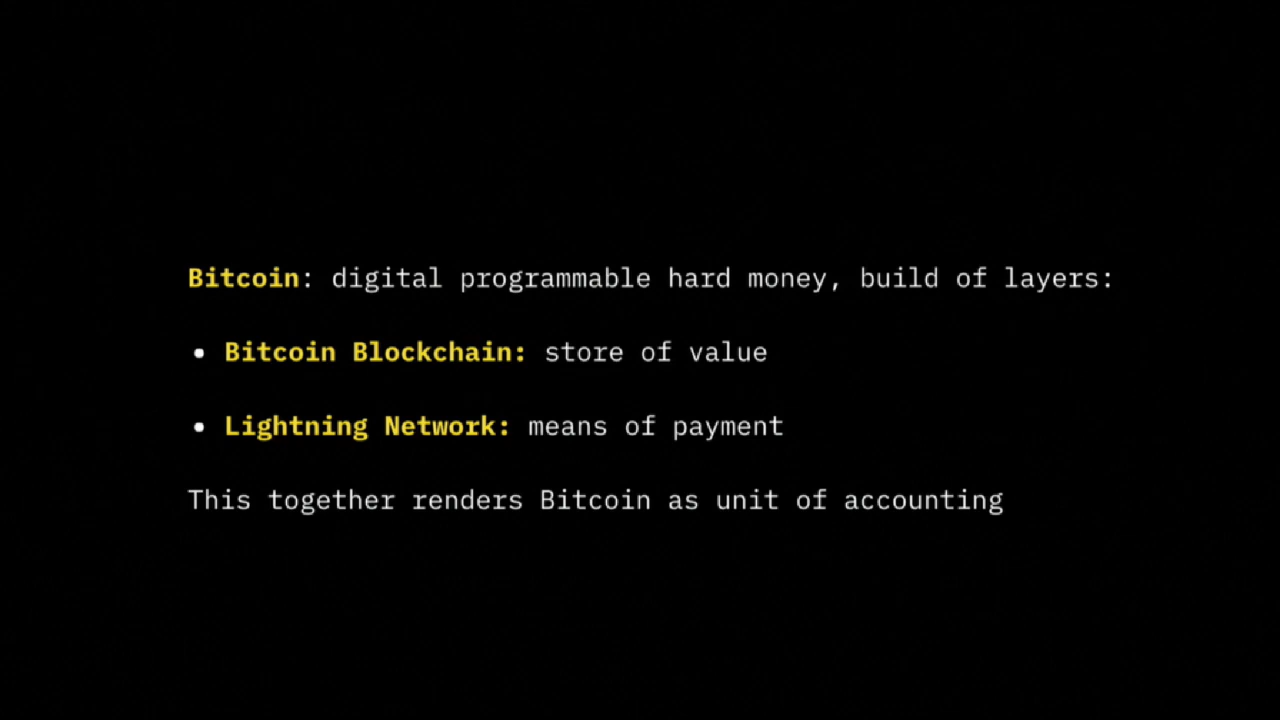 Bitcoin: digital programmable hard money, build of layers:
• Bitcoin Blockchain: store of value
• Lightning Network: means of payment
This together renders Bitcoin as unit of accounting